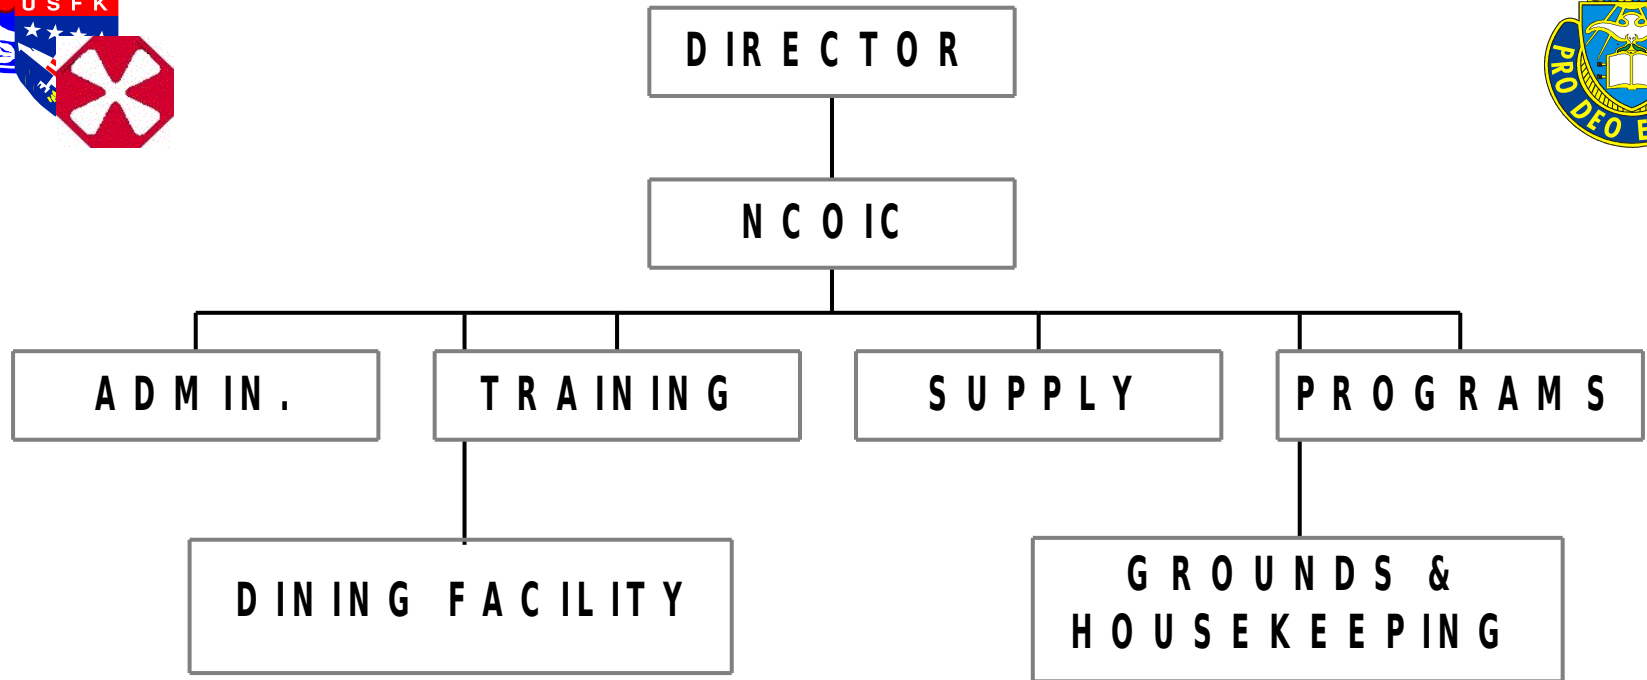 USFK
PRO DEO E
DIRECTOR
NCOIC
ADMIN.
TRAINING
SUPPLY
PROGRAMS
DINING FACILITY
GROUNDS &
HOUSEKEEPING